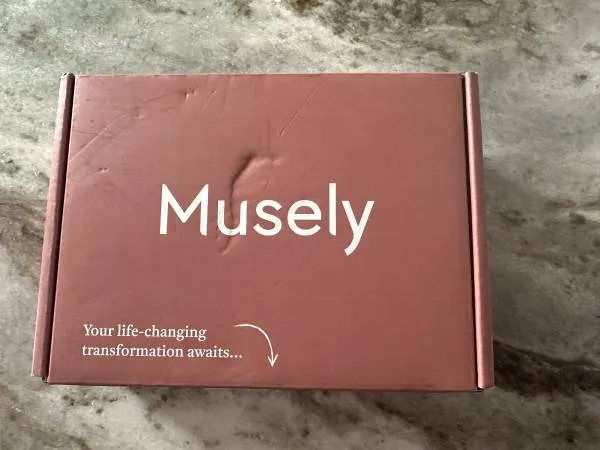 Musely
Your life-changing
transformation awaits...